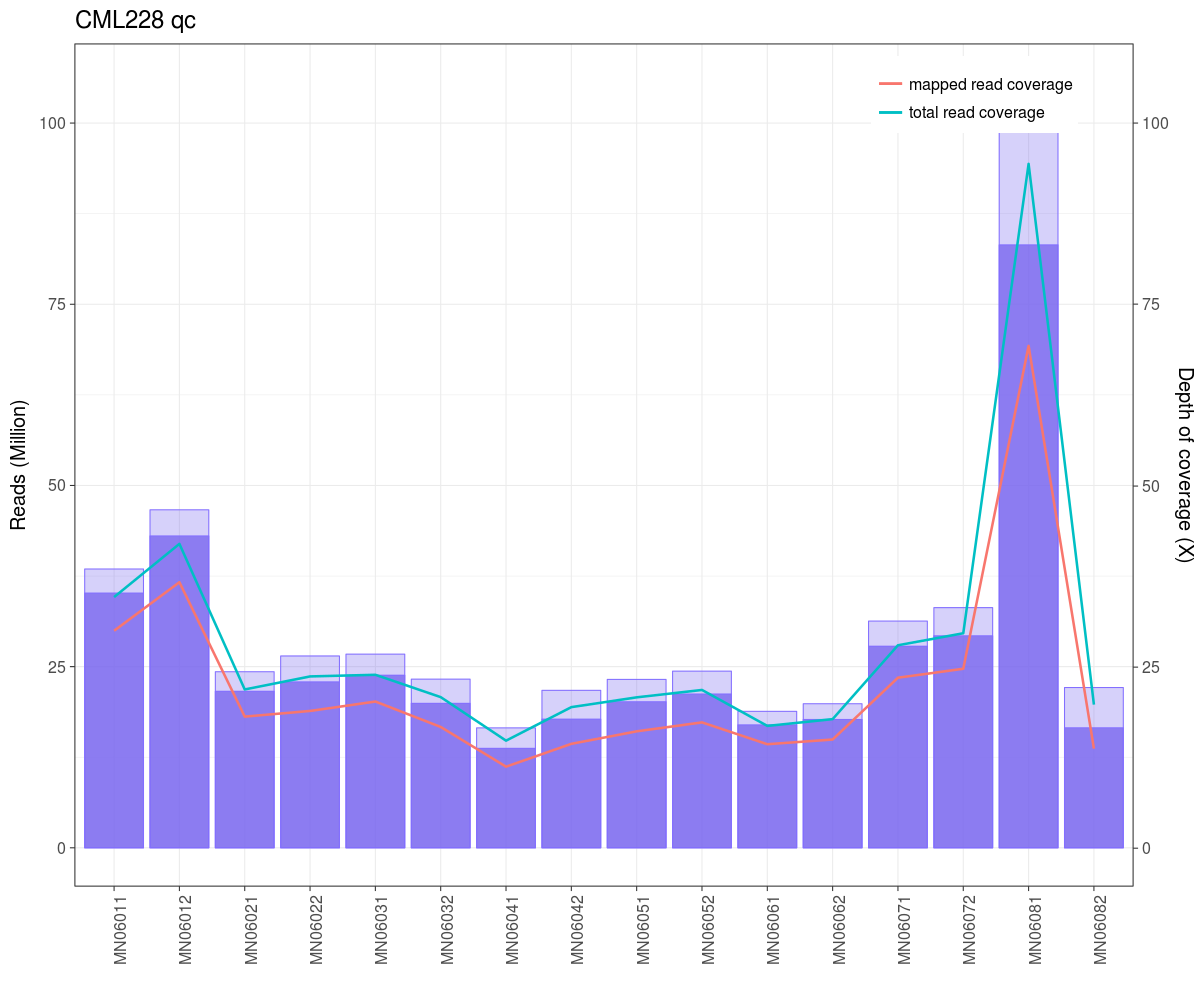 CML228 qc
mapped read coverage
total read coverage
100
75
50
25
0
100
75
50
25
0
Reads (Million)
Depth of coverage (X)
MN06011
MN06012
MN06021
MN06022
MN06031
MN06032
MN06041
MN06042
MN06051
MN06052
MN06061
MN06062
MN06071
MN06072
MN06081
MN06082